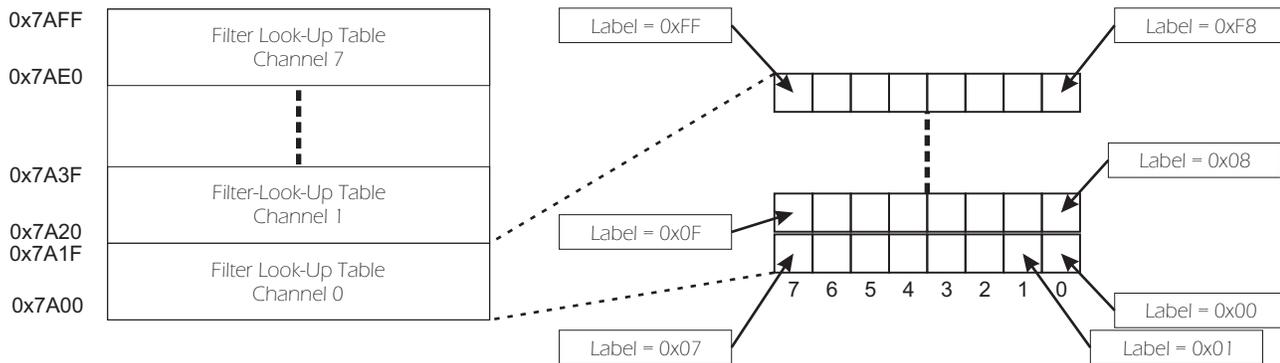 0x7AFF
Filter Look-Up Table
Channel 7
0x7AE0
0x7A3F
Filter-Look-Up Table
Channel 1
0x7A20
0x7A1F
Filter Look-Up Table
Channel 0
0x7A00
Label = 0xFF
Label = 0xF8
Label = 0x08
Label = 0x0F
7 6 5 4 3 2 1 0
Label = 0x00
Label = 0x07
Label = 0x01